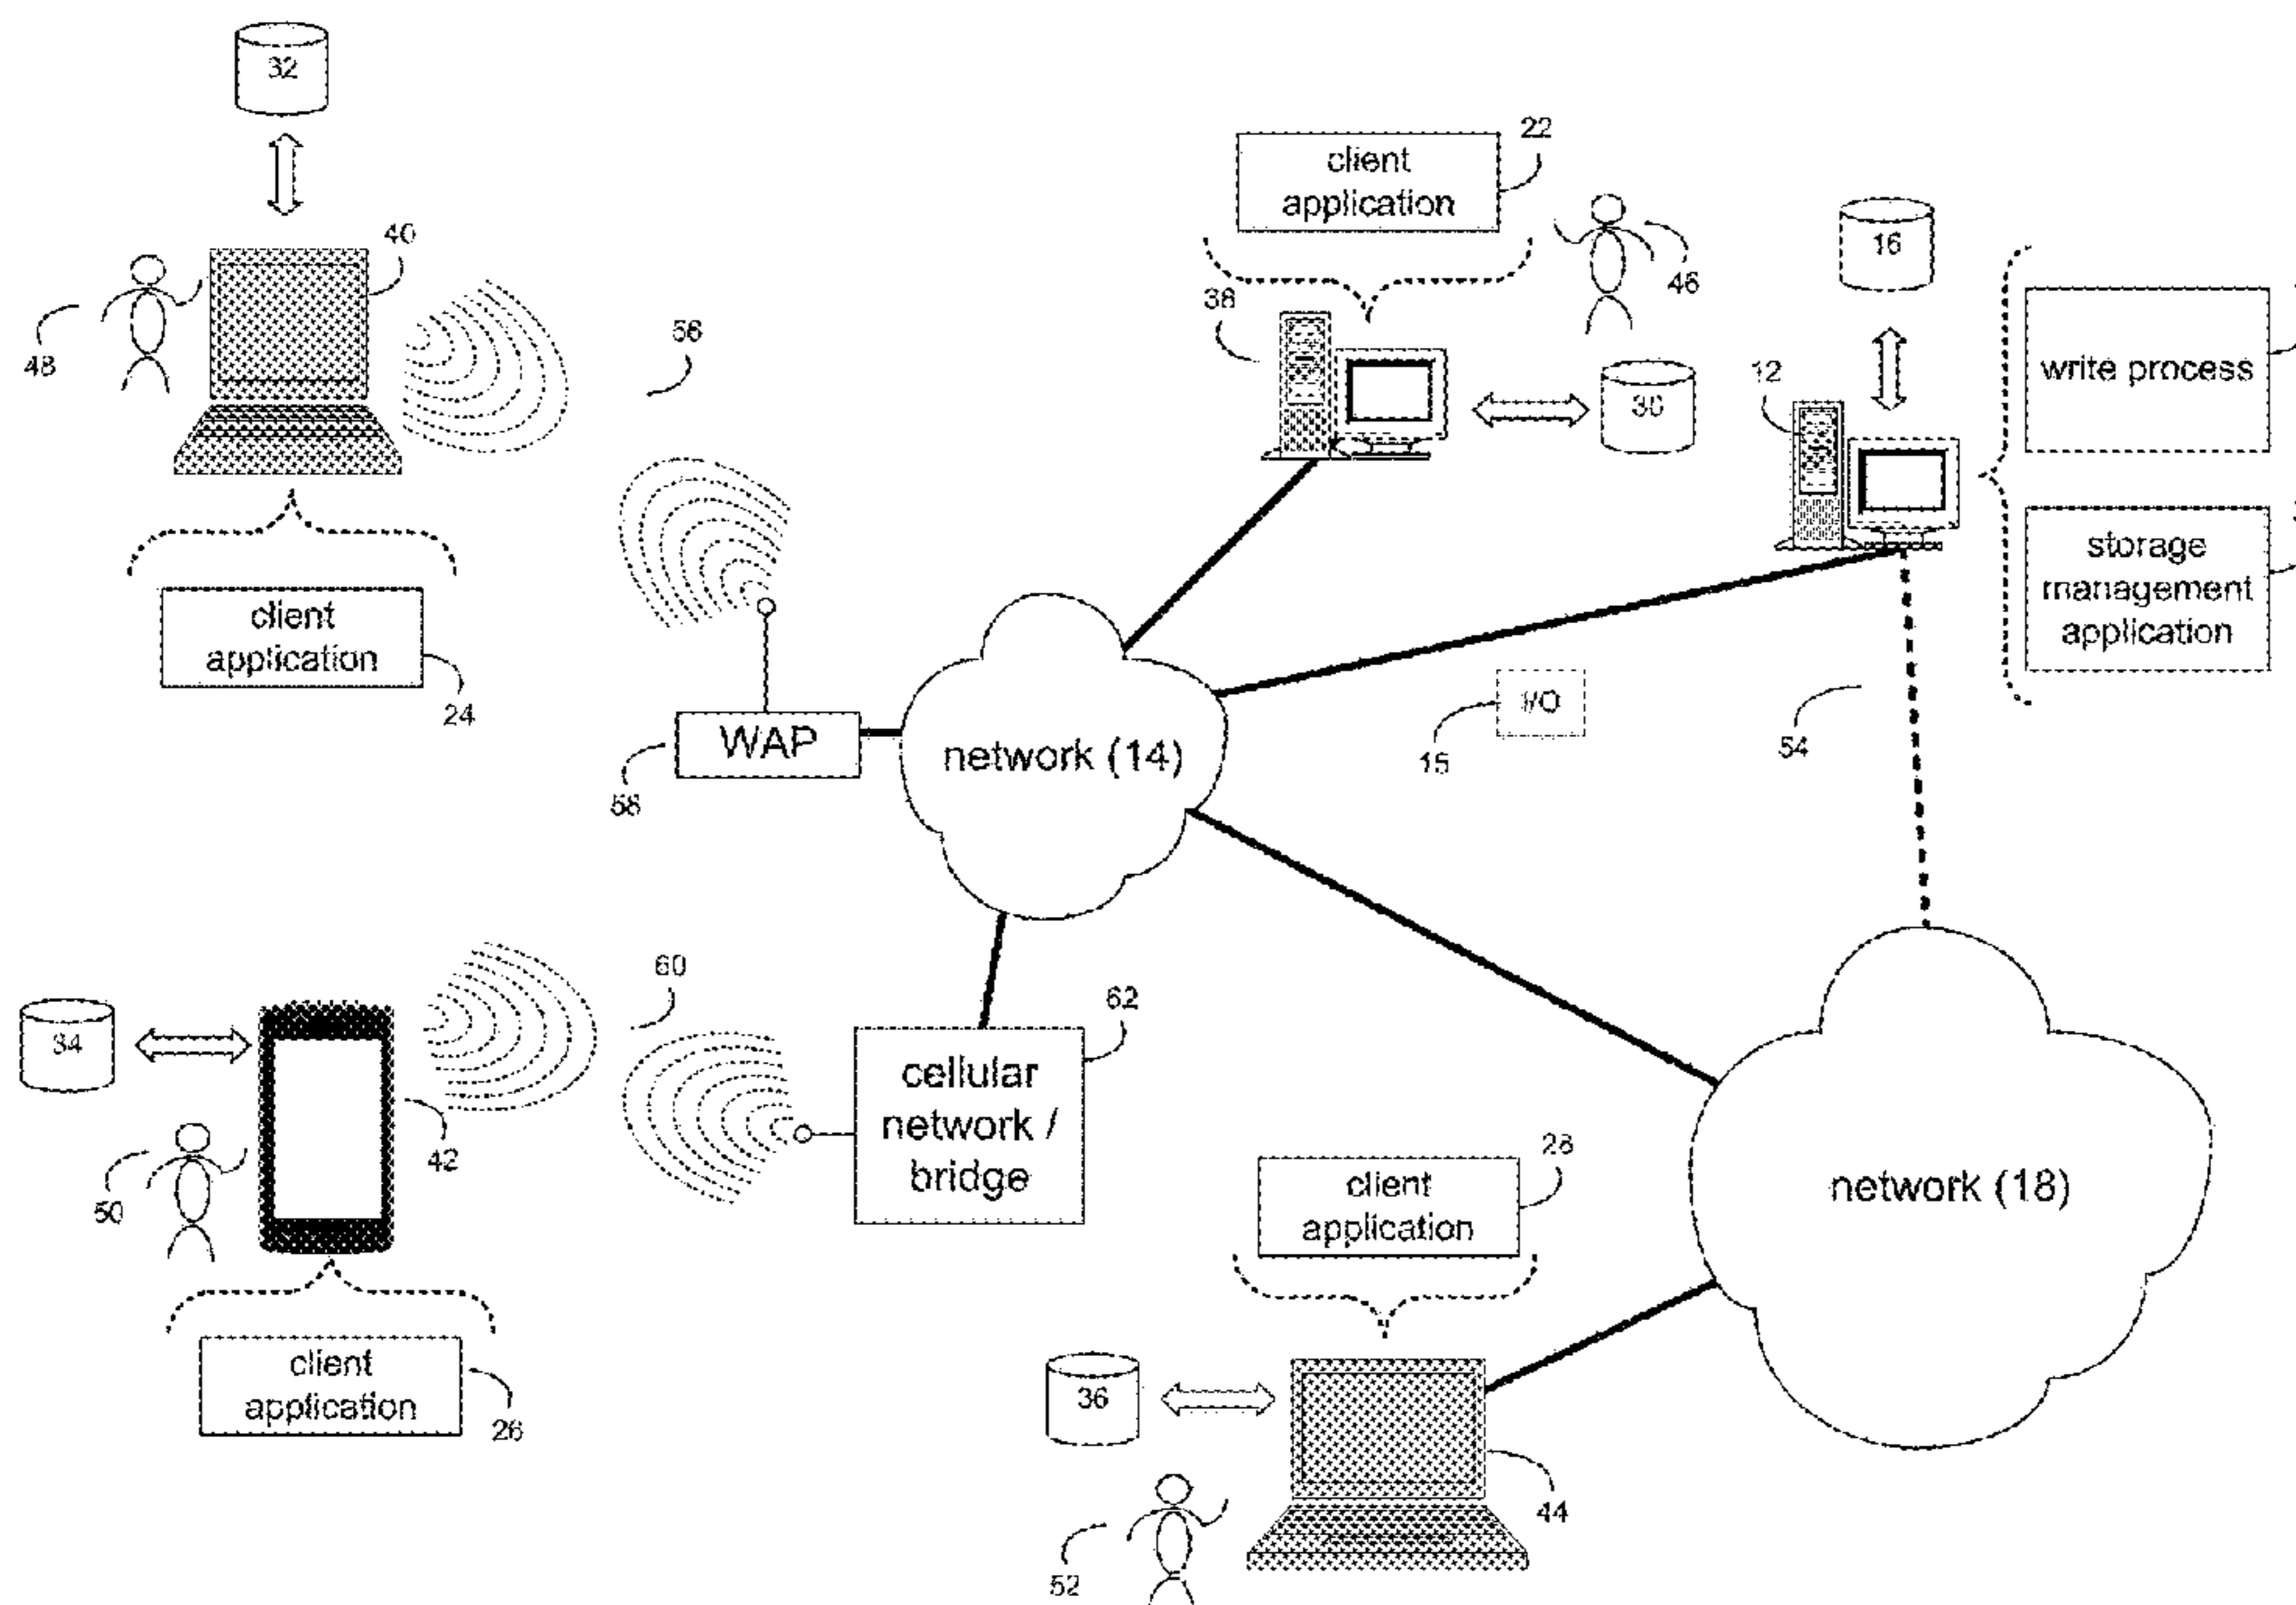 32
40
48
56
client
application
24
client
application
22
46
38
30
16
12
write process
storage
management
application
I/O
15
54
WAP
58
network (14)
34
42
50
60
cellular
network /
bridge
62
client
application
26
client
application
28
network (18)
36
44
52